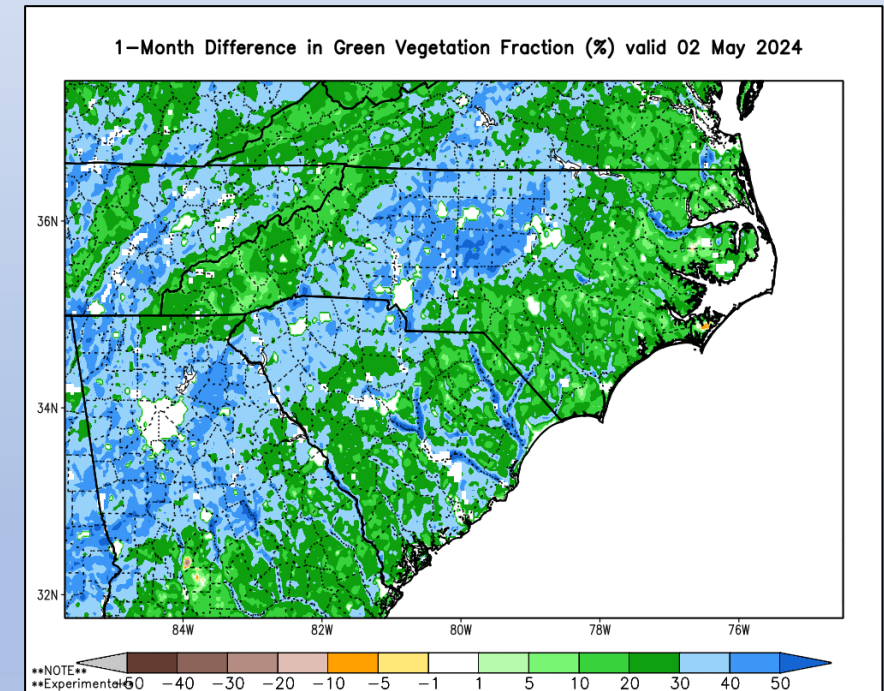 1-Month Difference in Green Vegetation Fraction (%) valid 02 May 2024
36N
34N
32N
84W 82W 80W 78W 76W
**NOTE**
**Experimental -40 -30 -20 -10 -5 -1 1 5 10 20 30 40 50